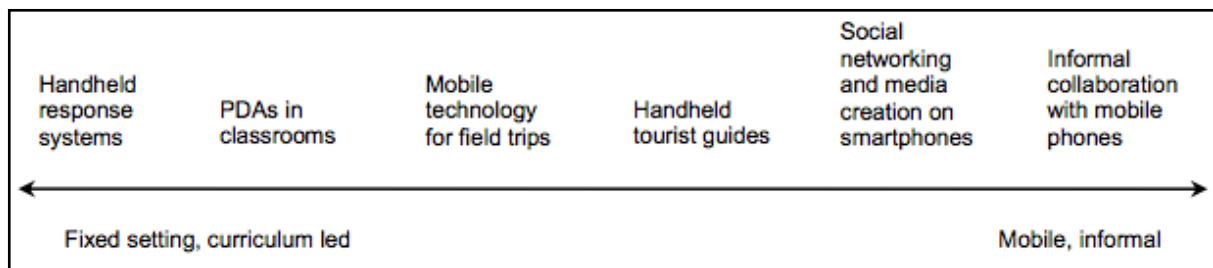 Handheld
response
systems
PDAs in
classrooms
Mobile
technology
for field trips
Handheld
tourist guides
Social
networking
and media
creation on
smartphones
Informal
collaboration
with mobile
phones
Fixed setting, curriculum led
Mobile, informal